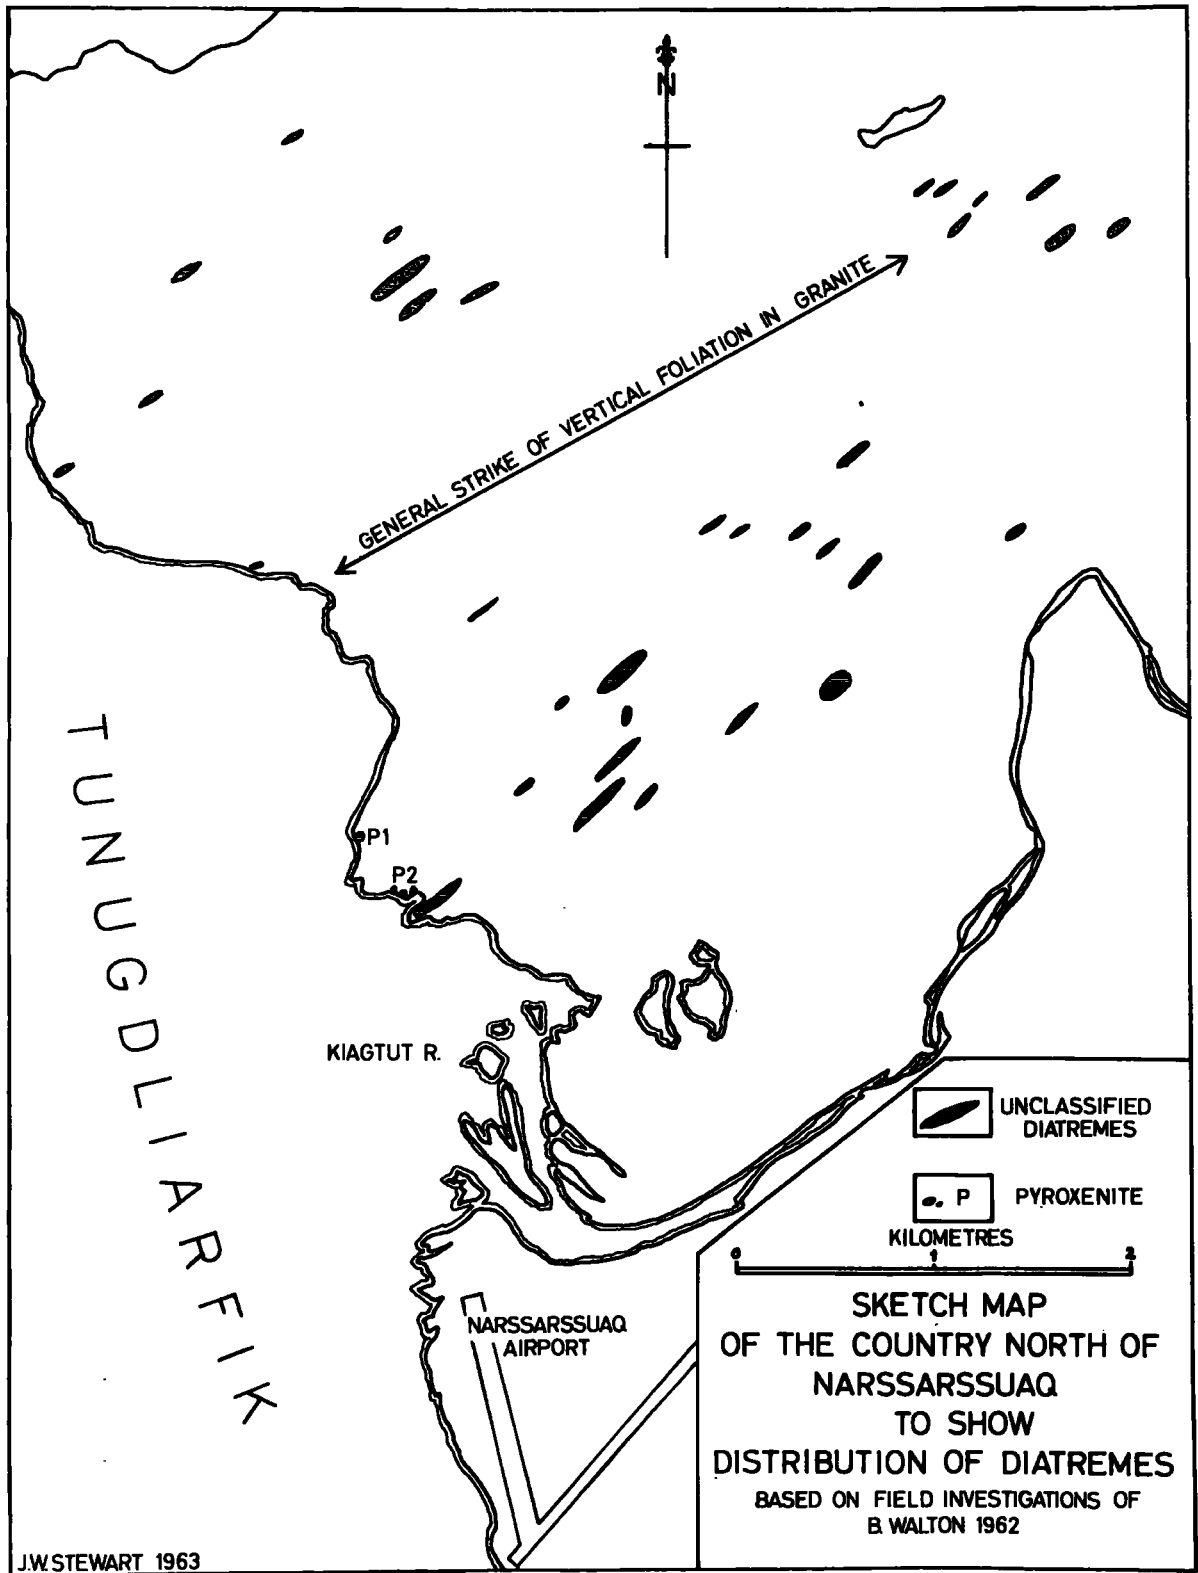 N
GENERAL STRIKE OF VERTICAL FOLIATION IN GRANITE
TUNUGDLIARFIK
P1
P2
KIAGTUT R.
UNCLASSIFIED
DIATREMES
P
PYROXENITE
KILOMETRES
0 1 2
NARSSARSSUAQ
AIRPORT
SKETCH MAP
OF THE COUNTRY NORTH OF
NARSSARSSUAQ
TO SHOW
DISTRIBUTION OF DIATREMES
BASED ON FIELD INVESTIGATIONS OF
B. WALTON 1962
J.W. STEWART 1963